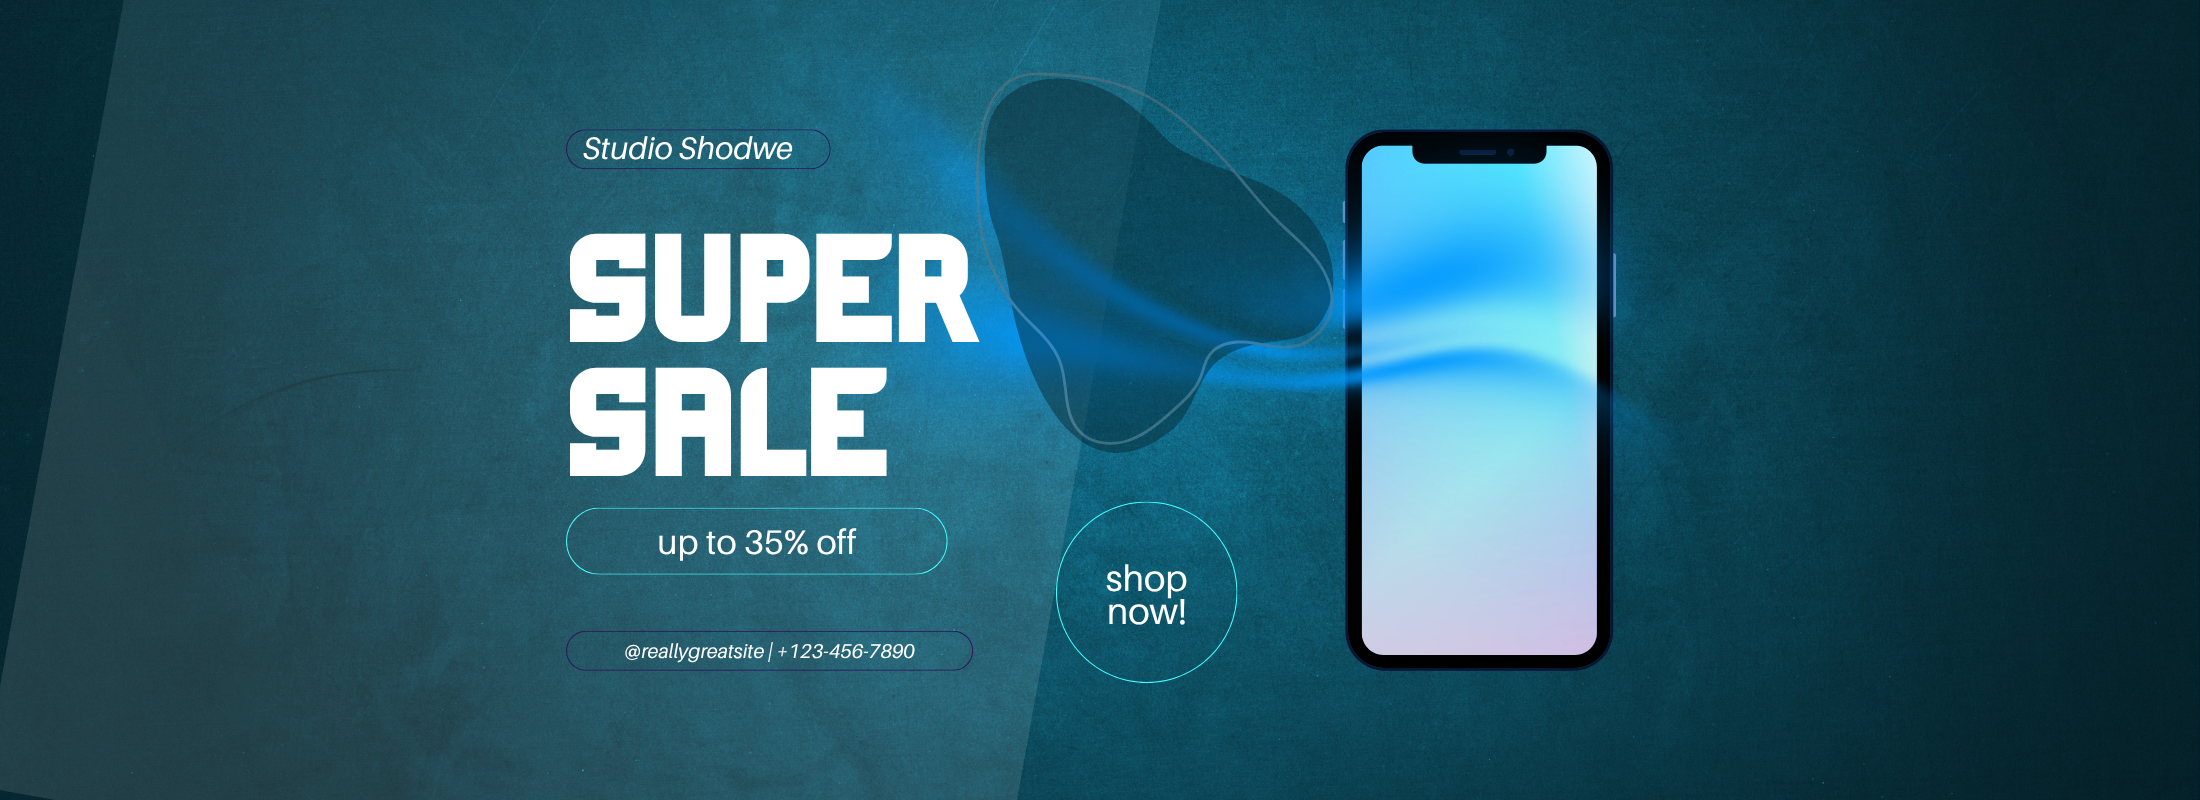 Studio Shodwe
SUPER
SALE
up to 35% off
shop
now!
@reallygreatsite | +123-456-7890